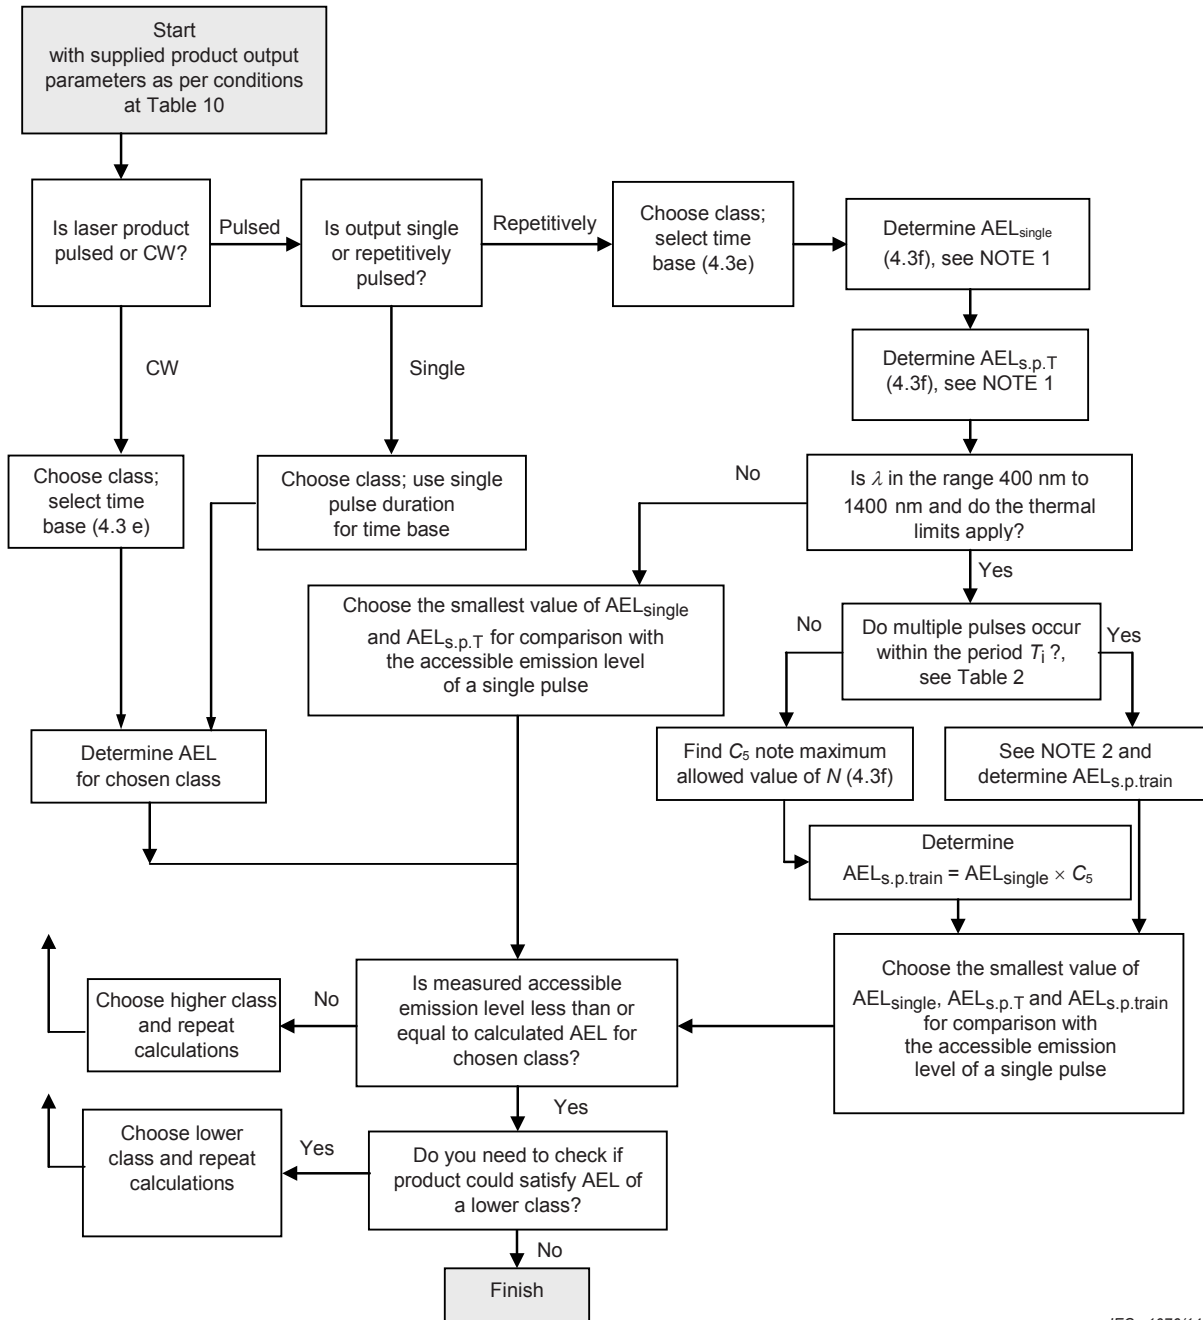 Start
with supplied product output
parameters as per conditions
at Table 10
Is laser product
pulsed or CW?
Pulsed
Is output single
or repetitively
pulsed?
Repetitively
Choose class;
select time
base (4.3e)
Determine AELsingle
(4.3f), see NOTE 1
Determine AELs.p.T
(4.3f), see NOTE 1
CW
Single
Choose class;
select time
base (4.3 e)
Choose class; use single
pulse duration
for time base
No
Is λ in the range 400 nm to
1400 nm and do the thermal
limits apply?
Yes
Choose the smallest value of AELsingle
and AELs.p.T for comparison with
the accessible emission level
of a single pulse
No
Do multiple pulses occur
within the period Ti ?,
see Table 2
Yes
Determine AEL
for chosen class
Find C5 note maximum
allowed value of N (4.3f)
See NOTE 2 and
determine AELs.p.train
Determine
AELs.p.train = AELsingle × C5
Choose higher class
and repeat
calculations
No
Is measured accessible
emission level less than or
equal to calculated AEL for
chosen class?
Choose the smallest value of
AELsingle, AELs.p.T and AELs.p.train
for comparison with
the accessible emission
level of a single pulse
Yes
Choose lower
class and repeat
calculations
Yes
Do you need to check if
product could satisfy AEL of
a lower class?
No
Finish